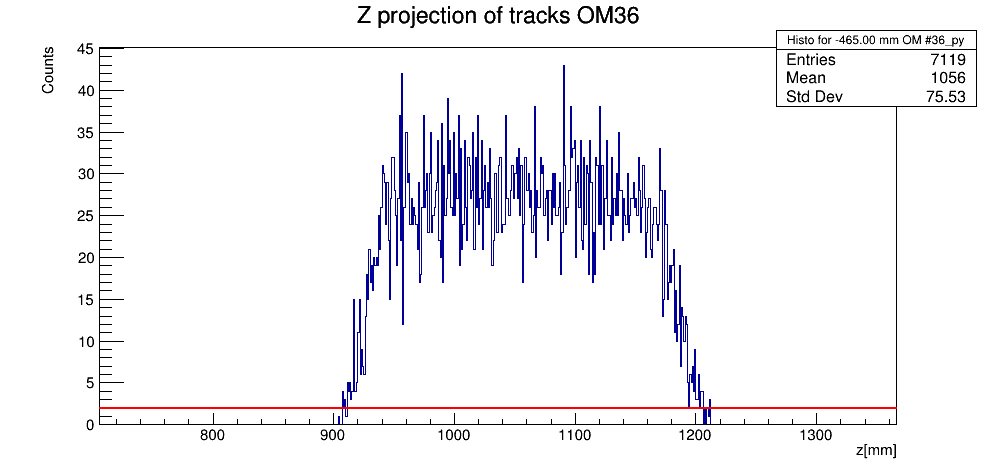 Z projection of tracks OM36
Histo for -465.00 mm OM #36_py
Entries 7119
Mean 1056
Std Dev 75.53
Counts
45
40
35
30
25
20
15
10
5
0
800 900 1000 1100 1200 1300
z[mm]